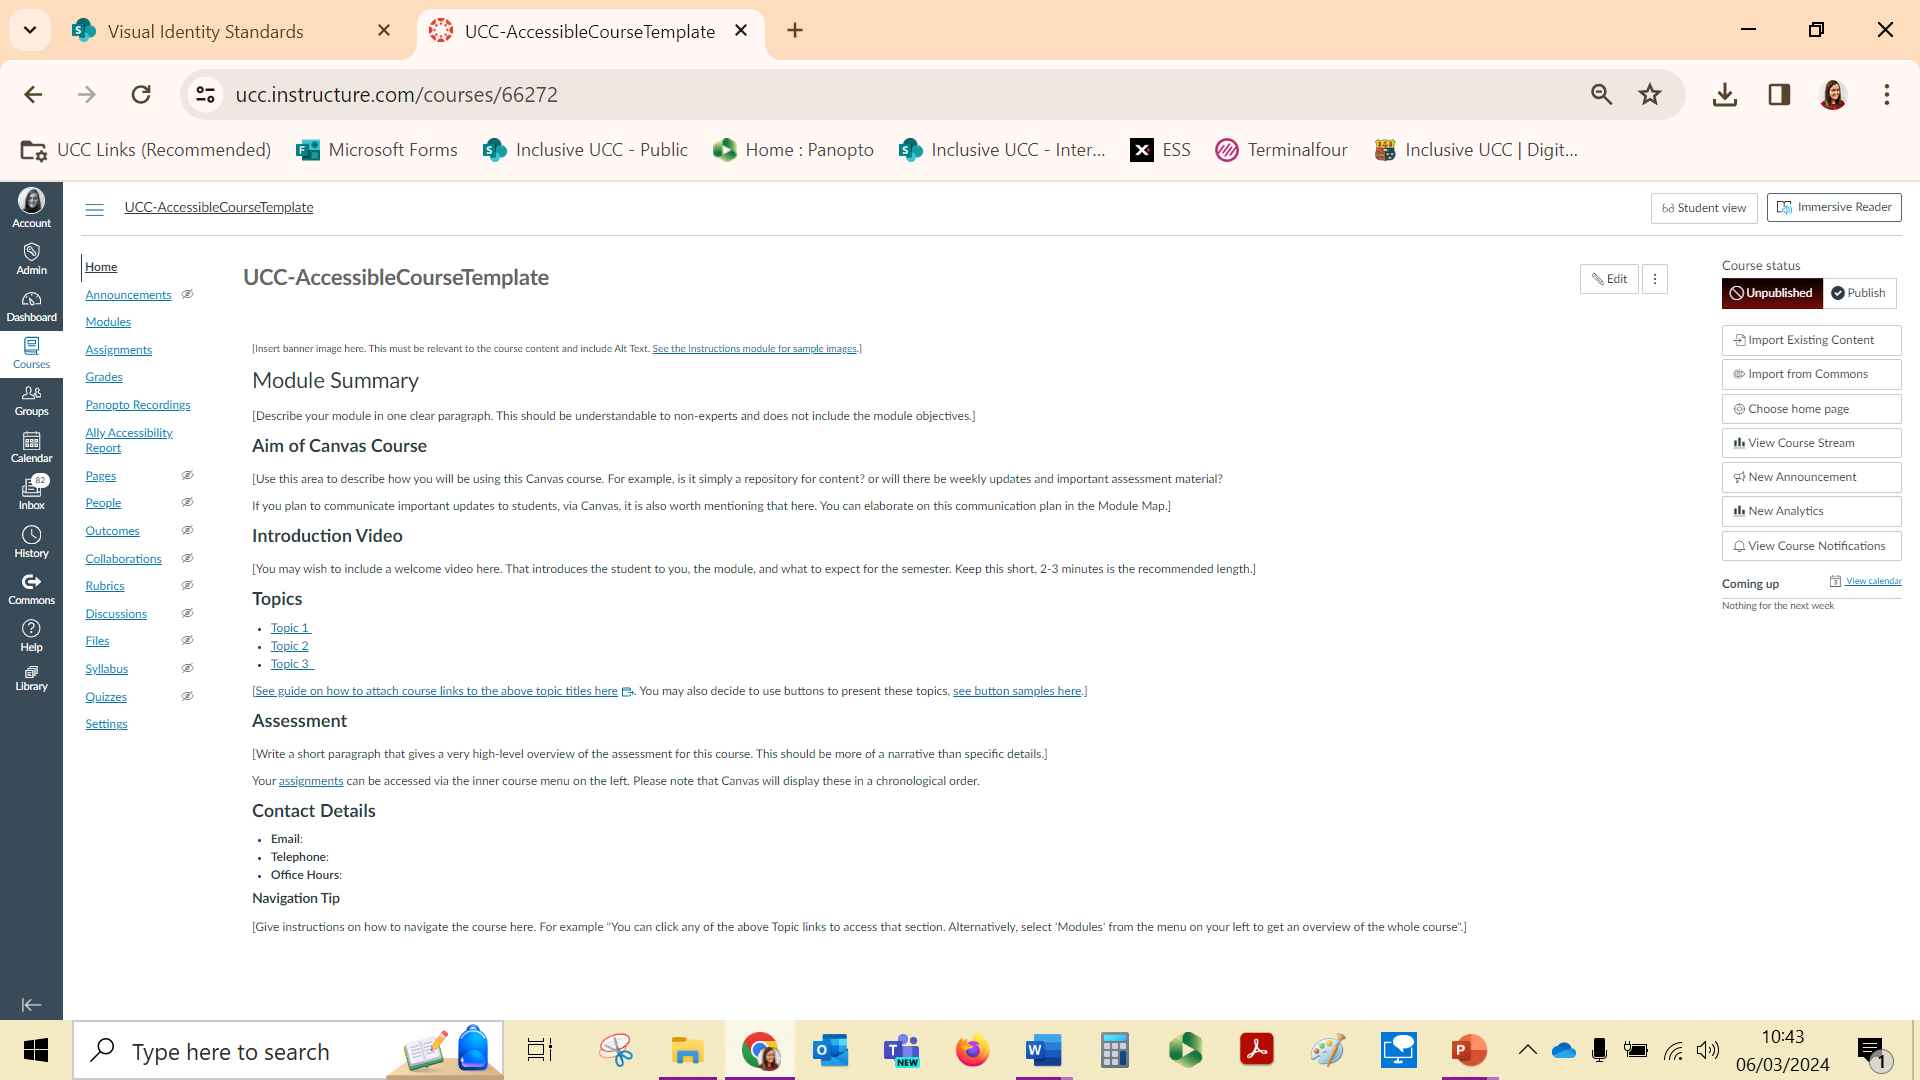 Visual Identity Standards
UCC-AccessibleCourseTemplate
ucc.instructure.com/courses/66272
UCC Links (Recommended)
Microsoft Forms
Inclusive UCC - Public
Home : Panopto
Inclusive UCC - Inter...
ESS
Terminalfour
Inclusive UCC | Digit...
Account
Admin
Dashboard
Courses
Groups
Calendar
82
Inbox
History
Commons
Help
Library
UCC-AccessibleCourseTemplate
Student view
Immersive Reader
Home
Announcements
Modules
Assignments
Grades
Panopto Recordings
Ally Accessibility
Report
Pages
People
Outcomes
Collaborations
Rubrics
Discussions
Files
Syllabus
Quizzes
Settings
UCC-AccessibleCourseTemplate
Edit
[Insert banner image here. This must be relevant to the course content and include Alt Text. See the Instructions module for sample images.]
Module Summary
[Describe your module in one clear paragraph. This should be understandable to non-experts and does not include the module objectives.]
Aim of Canvas Course
[Use this area to describe how you will be using this Canvas course. For example, is it simply a repository for content? or will there be weekly updates and important assessment material?
If you plan to communicate important updates to students, via Canvas, it is also worth mentioning that here. You can elaborate on this communication plan in the Module Map.]
Introduction Video
[You may wish to include a welcome video here. That introduces the student to you, the module, and what to expect for the semester. Keep this short, 2-3 minutes is the recommended length.]
Topics
• Topic 1
• Topic 2
• Topic 3
[See guide on how to attach course links to the above topic titles here. You may also decide to use buttons to present these topics, see button samples here.]
Assessment
[Write a short paragraph that gives a very high-level overview of the assessment for this course. This should be more of a narrative than specific details.]
Your assignments can be accessed via the inner course menu on the left. Please note that Canvas will display these in a chronological order.
Contact Details
• Email:
• Telephone:
• Office Hours:
Navigation Tip
[Give instructions on how to navigate the course here. For example "You can click any of the above Topic links to access that section. Alternatively, select 'Modules' from the menu on your left to get an overview of the whole course".]
Course status
Unpublished
Publish
Import Existing Content
Import from Commons
Choose home page
View Course Stream
New Announcement
New Analytics
View Course Notifications
Coming up
View calendar
Nothing for the next week
Type here to search
NEW
10:43
06/03/2024
1